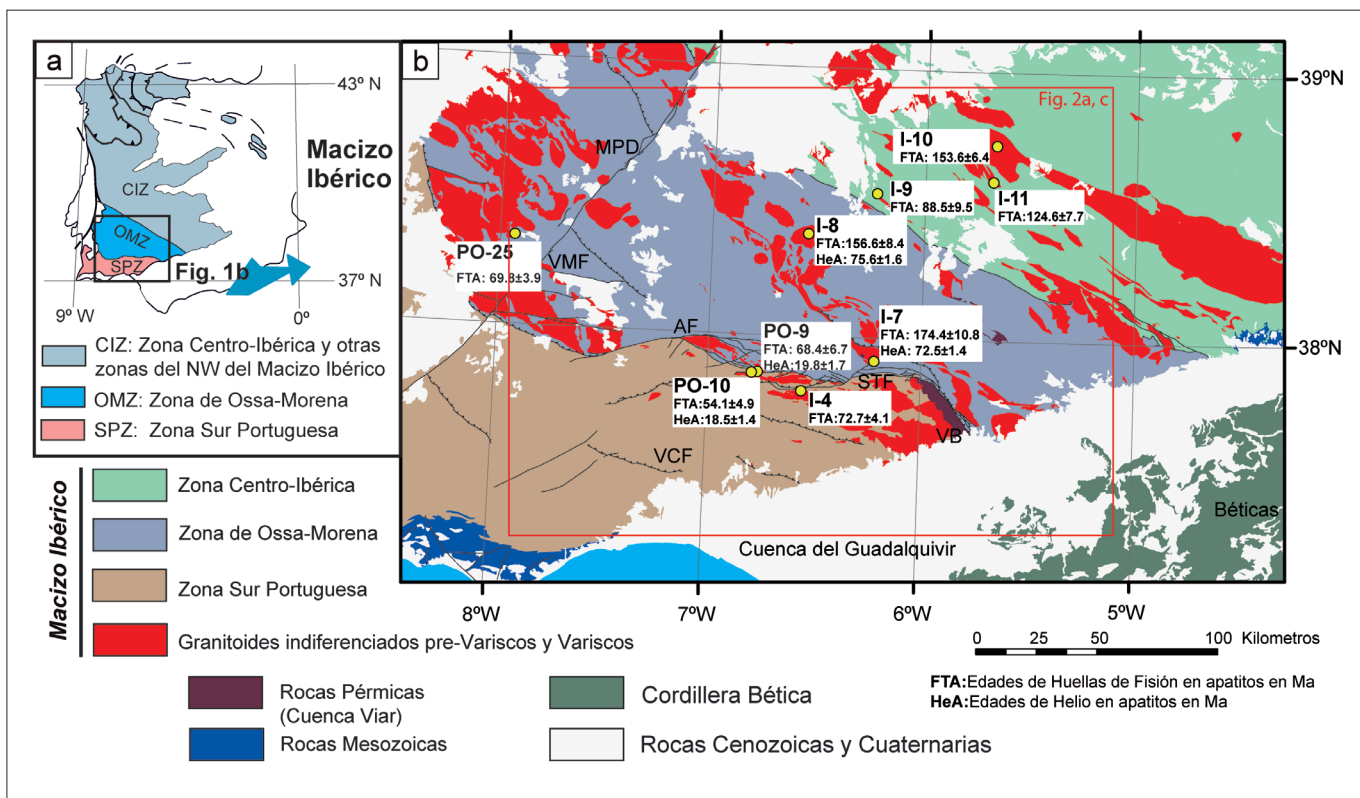 a
43º N
Macizo
Ibérico
CIZ
OMZ
SPZ
Fig. 1b
37º N
9º W
0º
CIZ: Zona Centro-Ibérica y otras
zonas del NW del Macizo Ibérico
OMZ: Zona de Ossa-Morena
SPZ: Zona Sur Portuguesa
b
Fig. 2a, c
39ºN
38ºN
MPD
I-10
FTA: 153.6±6.4
I-9
FTA: 88.5±9.5
I-11
FTA:124.6±7.7
I-8
FTA:156.6±8.4
HeA: 75.6±1.6
PO-25
FTA: 69.8±3.9
VMF
I-7
FTA: 174.4±10.8
HeA: 72.5±1.4
AF
PO-9
FTA: 68.4±6.7
HeA:19.8±1.7
STF
PO-10
FTA:54.1±4.9
HeA:18.5±1.4
I-4
FTA:72.7±4.1
VB
VCF
Béticas
Cuenca del Guadalquivir
8ºW
7ºW
6ºW
5ºW
Macizo Ibérico
Zona Centro-Ibérica
Zona de Ossa-Morena
Zona Sur Portuguesa
Granitoides indiferenciados pre-Variscos y Variscos
Rocas Pérmicas
(Cuenca Viar)
Rocas Mesozoicas
Cordillera Bética
Rocas Cenozoicas y Cuaternarias
0 25 50 100 Kilometros
FTA:Edades de Huellas de Fisión en apatitos en Ma
HeA:Edades de Helio en apatitos en Ma